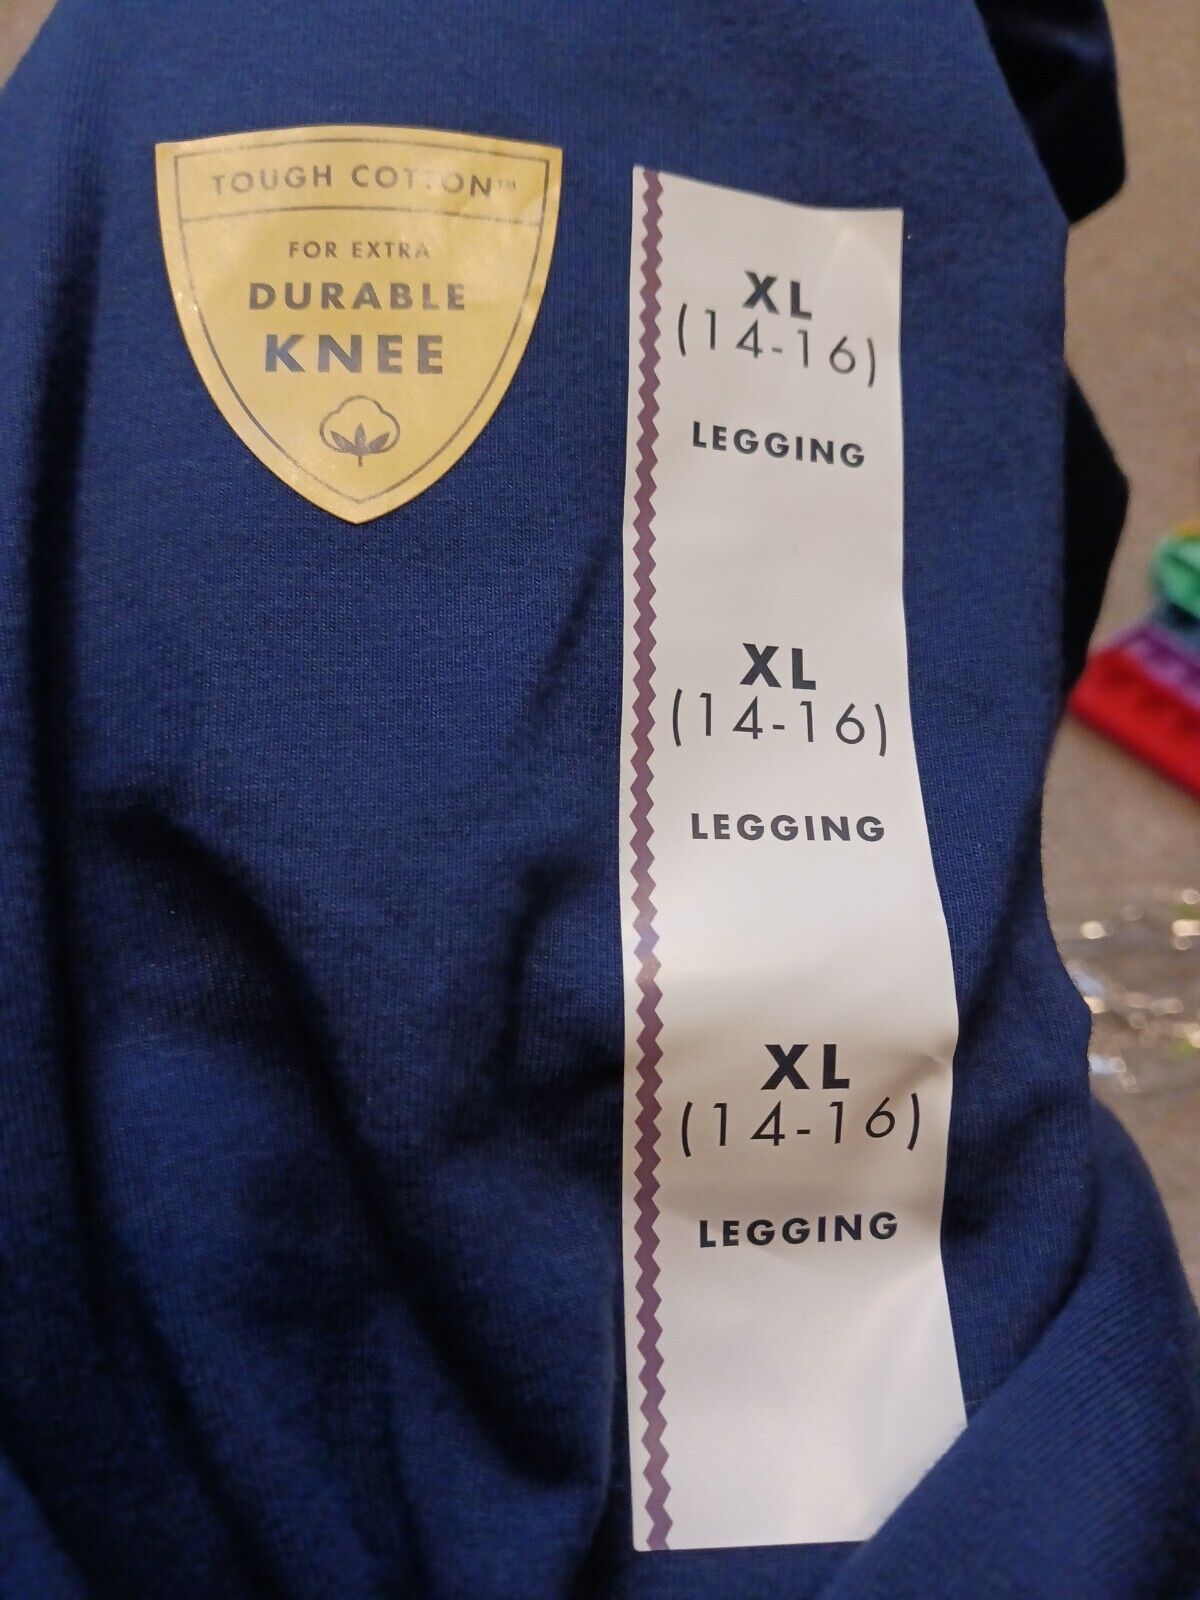 TOUGH COTTON™
FOR EXTRA
DURABLE
KNEE
XL
(14-16)
LEGGING
XL
(14-16)
LEGGING
XL
(14-16)
LEGGING